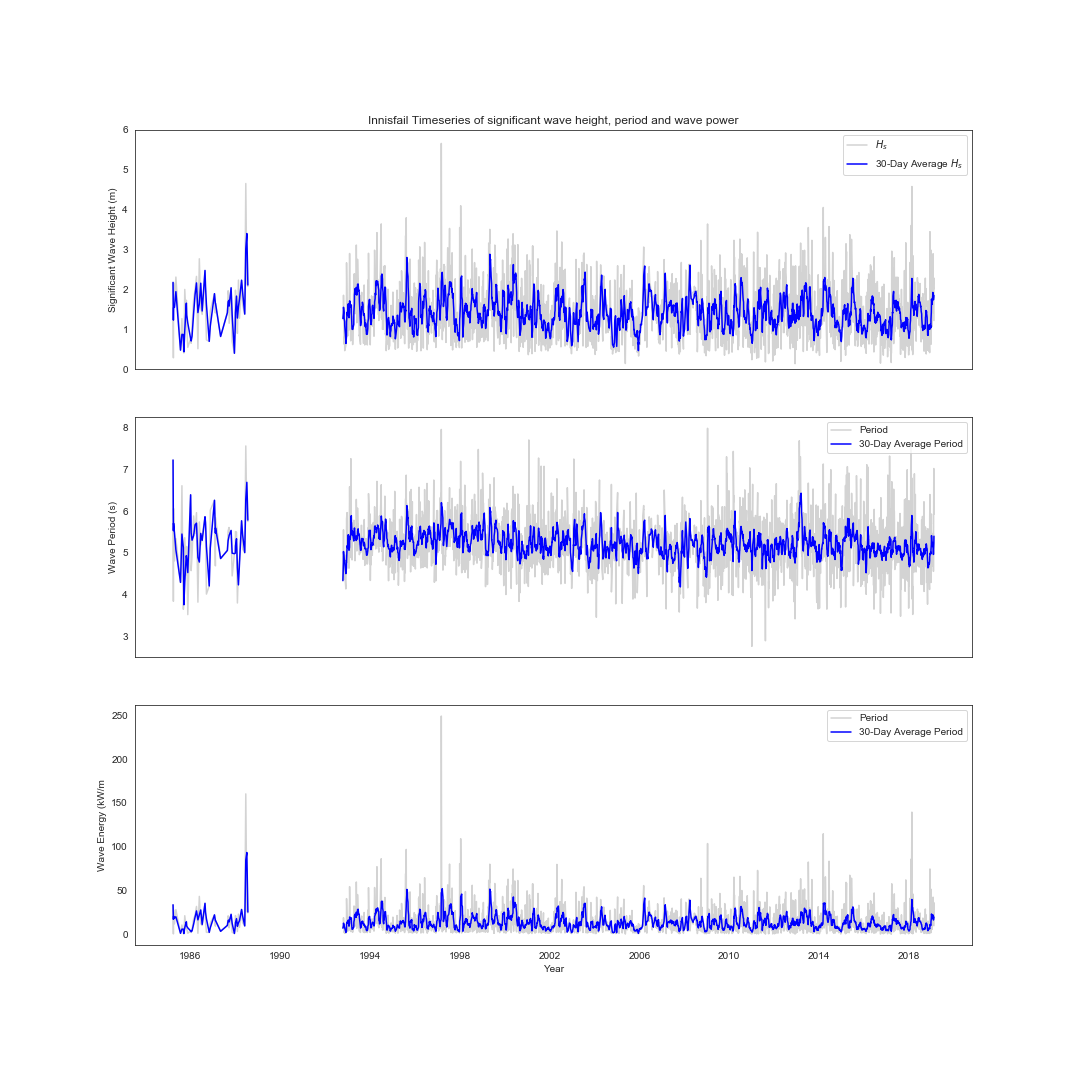 Innisfail Timeseries of significant wave height, period and wave power
Significant Wave Height (m)
6
5
4
3
2
1
0
Hs
30-Day Average Hs
Wave Period (s)
8
7
6
5
4
3
Period
30-Day Average Period
Wave Energy (kW/m
250
200
150
100
50
0
Period
30-Day Average Period
1986 1990 1994 1998 2002 2006 2010 2014 2018
Year